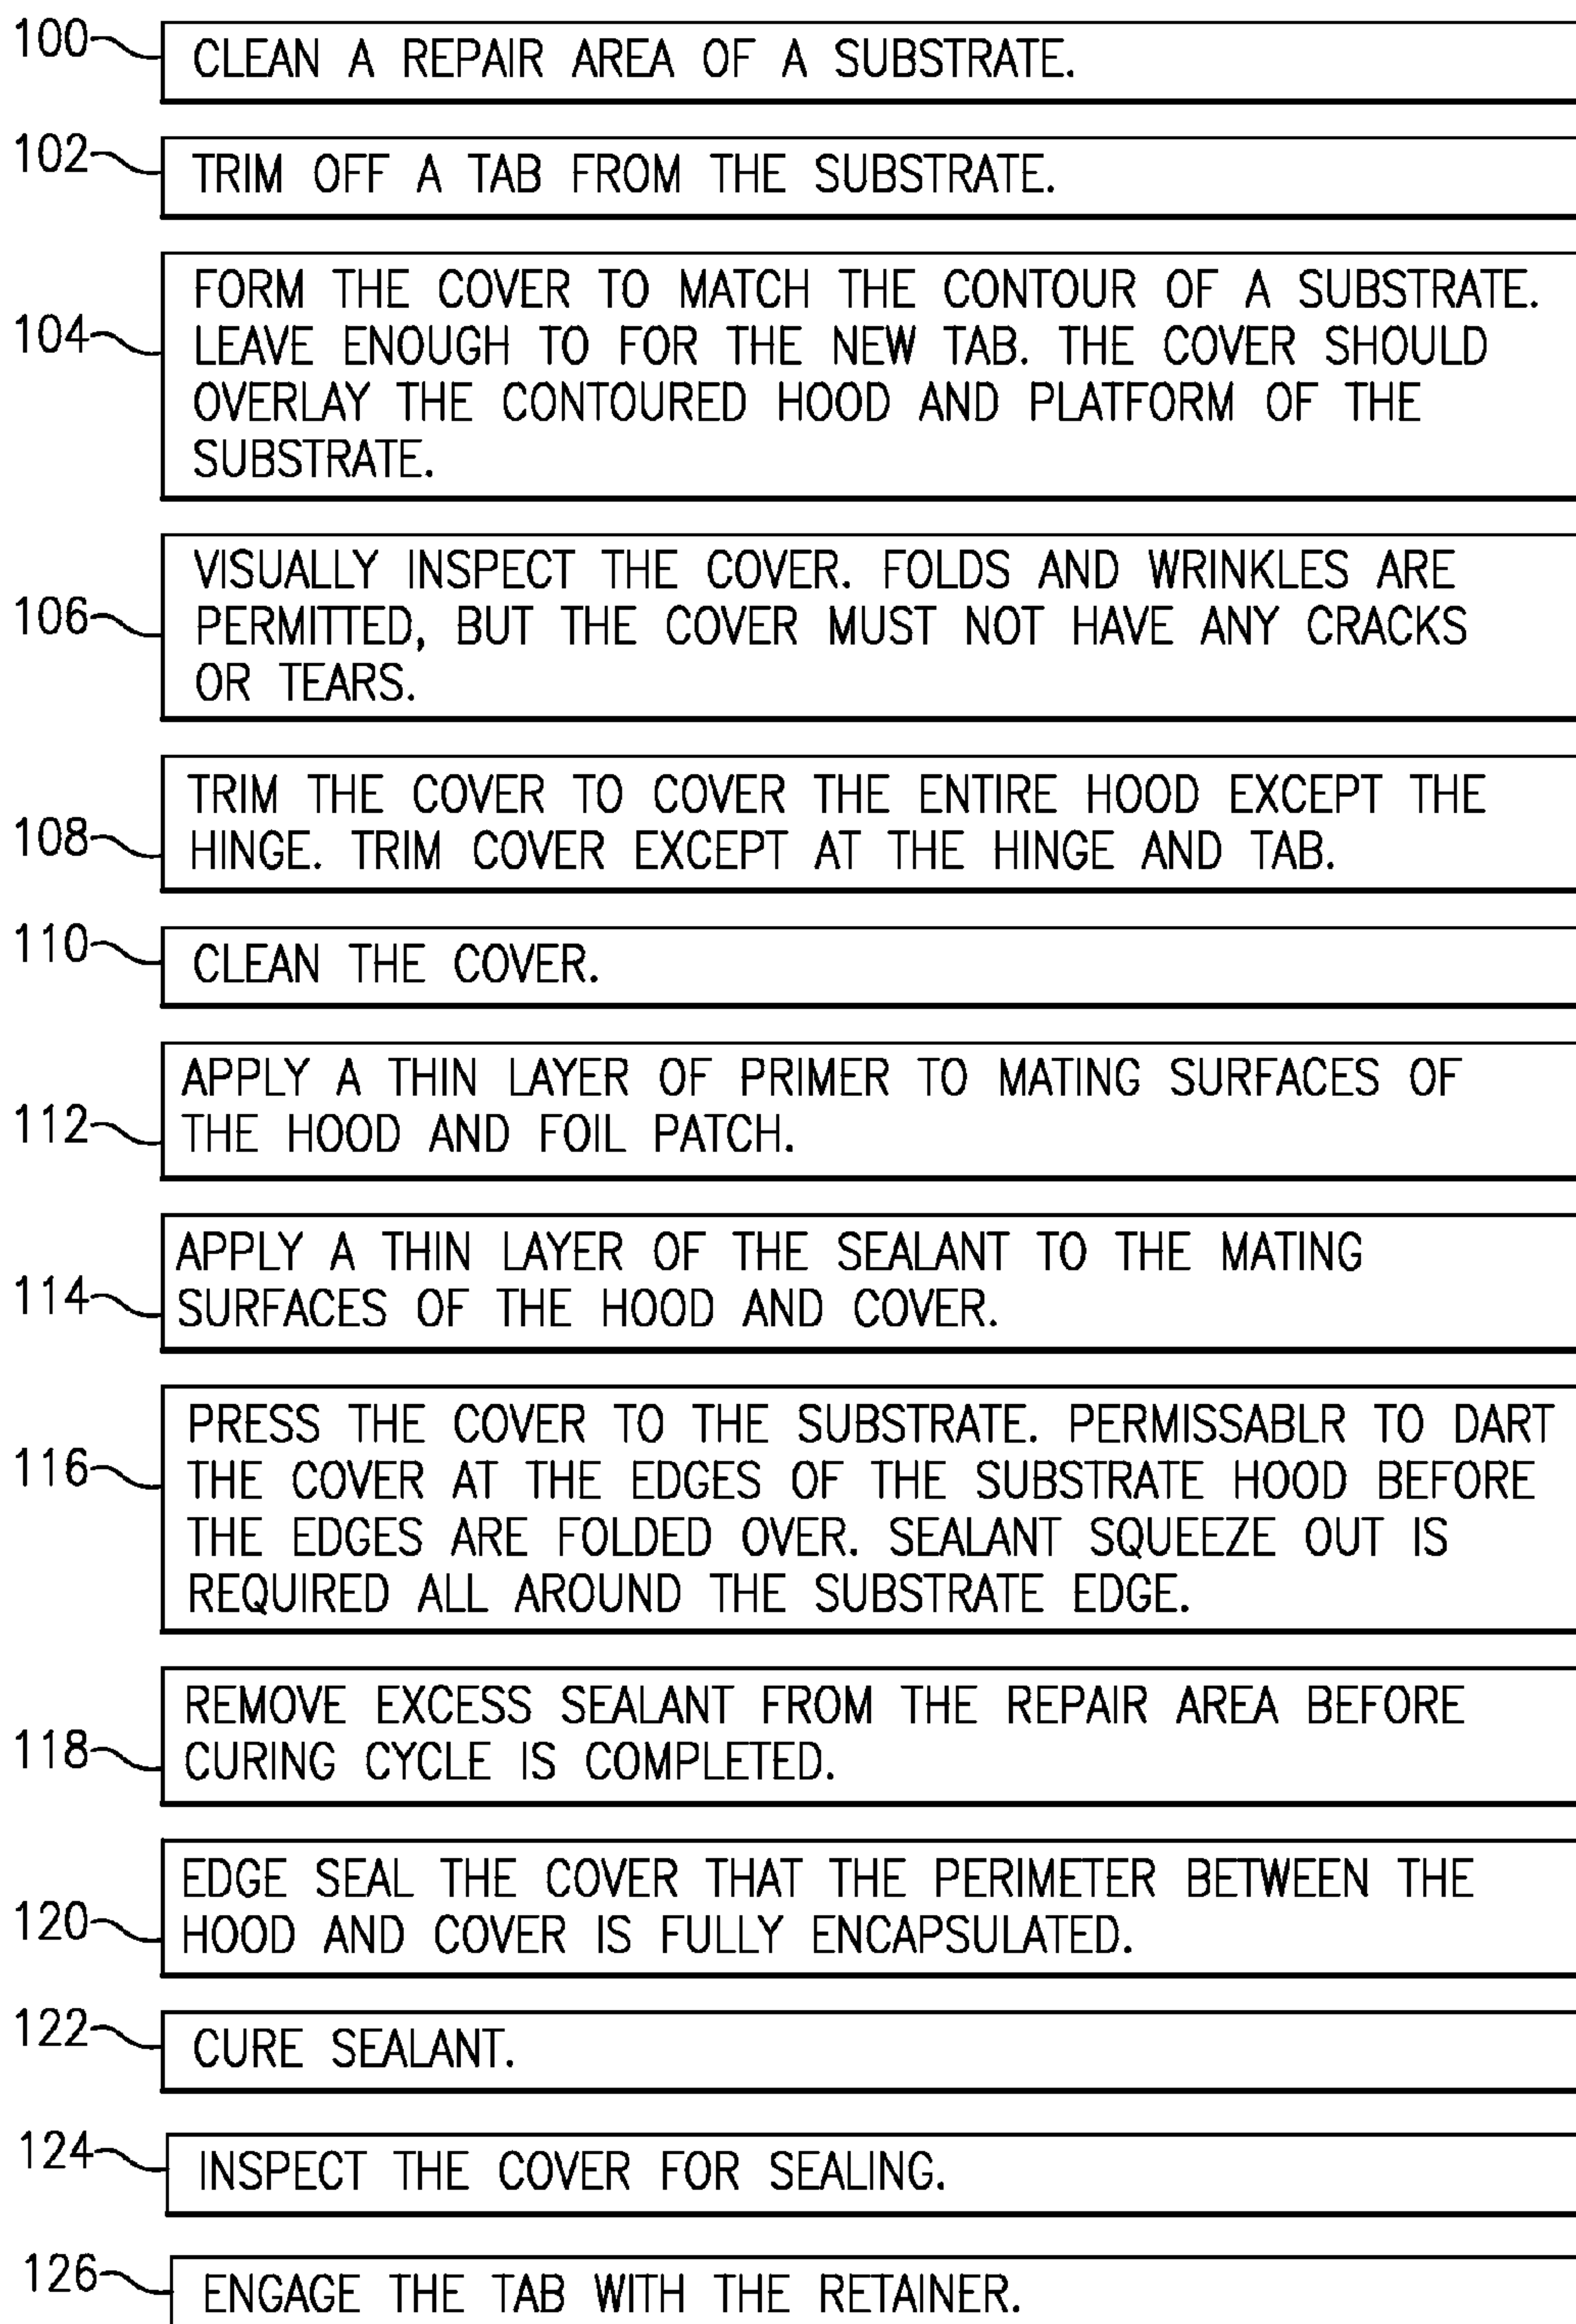 100
CLEAN A REPAIR AREA OF A SUBSTRATE.
102
TRIM OFF A TAB FROM THE SUBSTRATE.
104
FORM THE COVER TO MATCH THE CONTOUR OF A SUBSTRATE.
LEAVE ENOUGH TO FOR THE NEW TAB. THE COVER SHOULD
OVERLAY THE CONTOURED HOOD AND PLATFORM OF THE
SUBSTRATE.
106
VISUALLY INSPECT THE COVER. FOLDS AND WRINKLES ARE
PERMITTED, BUT THE COVER MUST NOT HAVE ANY CRACKS
OR TEARS.
108
TRIM THE COVER TO COVER THE ENTIRE HOOD EXCEPT THE
HINGE. TRIM COVER EXCEPT AT THE HINGE AND TAB.
110
CLEAN THE COVER.
112
APPLY A THIN LAYER OF PRIMER TO MATING SURFACES OF
THE HOOD AND FOIL PATCH.
114
APPLY A THIN LAYER OF THE SEALANT TO THE MATING
SURFACES OF THE HOOD AND COVER.
116
PRESS THE COVER TO THE SUBSTRATE. PERMISSABLR TO DART
THE COVER AT THE EDGES OF THE SUBSTRATE HOOD BEFORE
THE EDGES ARE FOLDED OVER. SEALANT SQUEEZE OUT IS
REQUIRED ALL AROUND THE SUBSTRATE EDGE.
118
REMOVE EXCESS SEALANT FROM THE REPAIR AREA BEFORE
CURING CYCLE IS COMPLETED.
120
EDGE SEAL THE COVER THAT THE PERIMETER BETWEEN THE
HOOD AND COVER IS FULLY ENCAPSULATED.
122
CURE SEALANT.
124
INSPECT THE COVER FOR SEALING.
126
ENGAGE THE TAB WITH THE RETAINER.